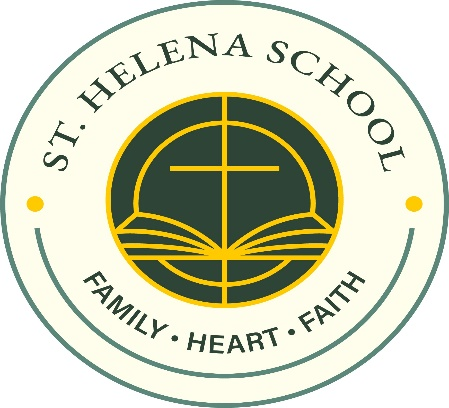 ST. HELENA SCHOOL
FAMILY • HEART • FAITH